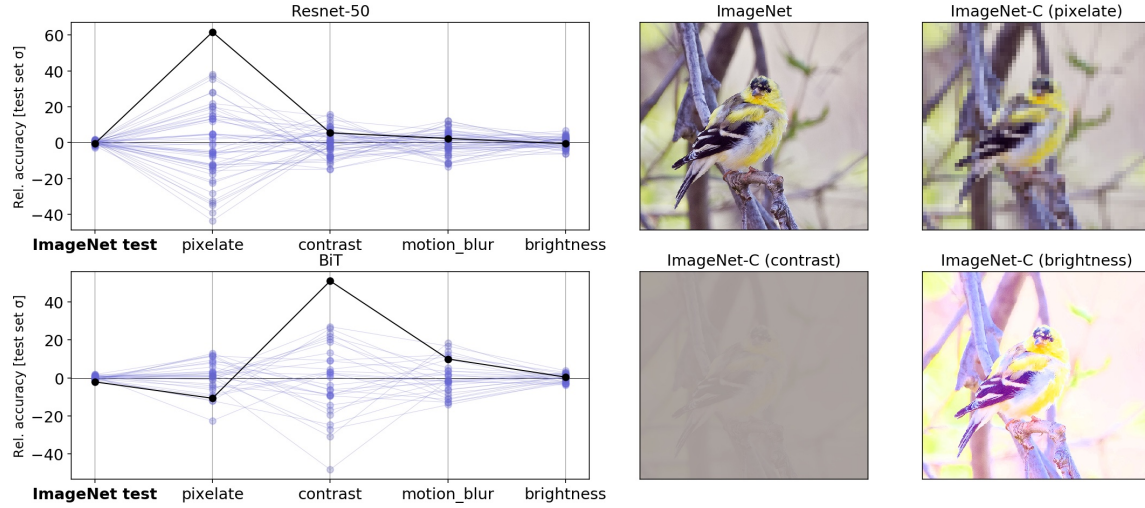 Resnet-50
Rel. accuracy [test set σ]
60
40
20
0
−20
−40
ImageNet test pixelate contrast motion_blur brightness
BiT
Rel. accuracy [test set σ]
40
20
0
−20
−40
ImageNet test pixelate contrast motion_blur brightness
ImageNet
ImageNet-C (pixelate)
ImageNet-C (contrast)
ImageNet-C (brightness)